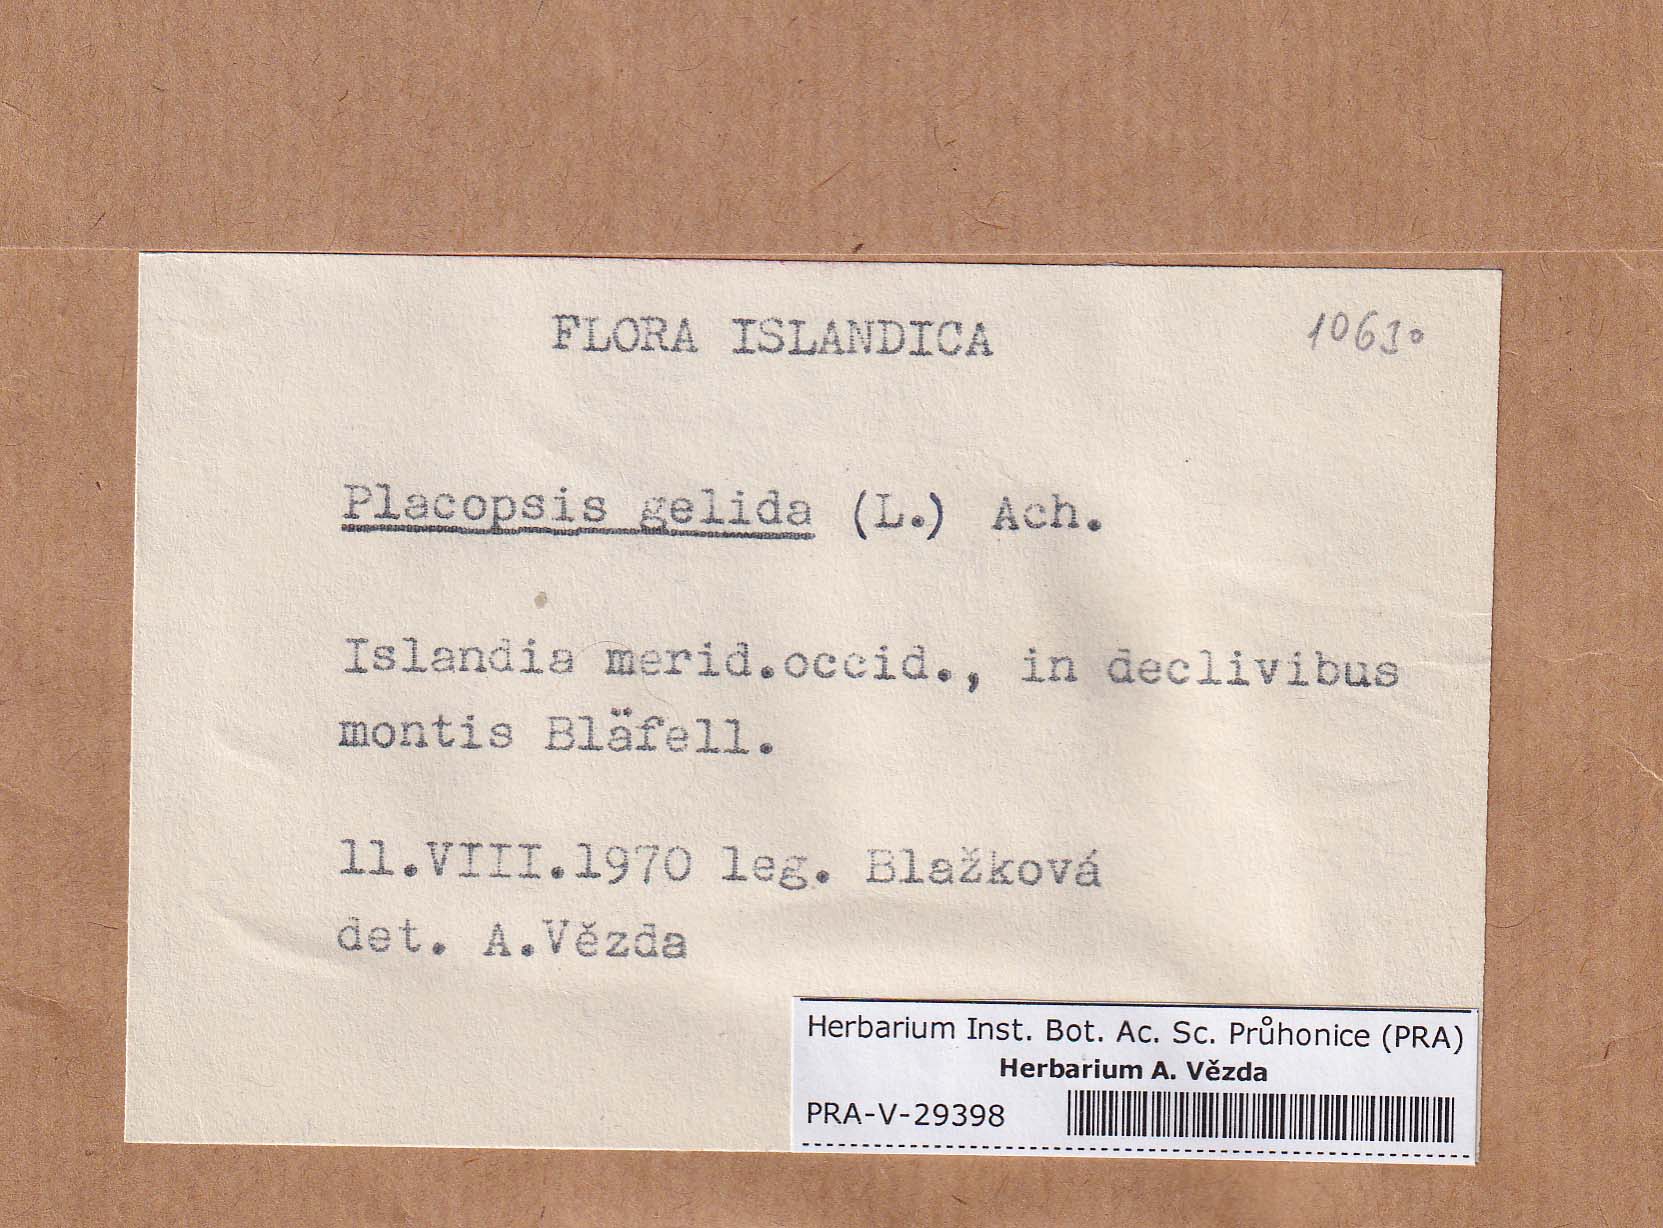 FLORA ISLANDICA
10630
Placopsis gelida (L.) Ach.
Islandia merid.occid., in declivibus
montis Bläfell.
11.VIII.1970 leg. Blažková
det. A.Vězda
Herbarium Inst. Bot. Ac. Sc. Průhonice (PRA)
Herbarium A. Vězda
PRA-V-29398